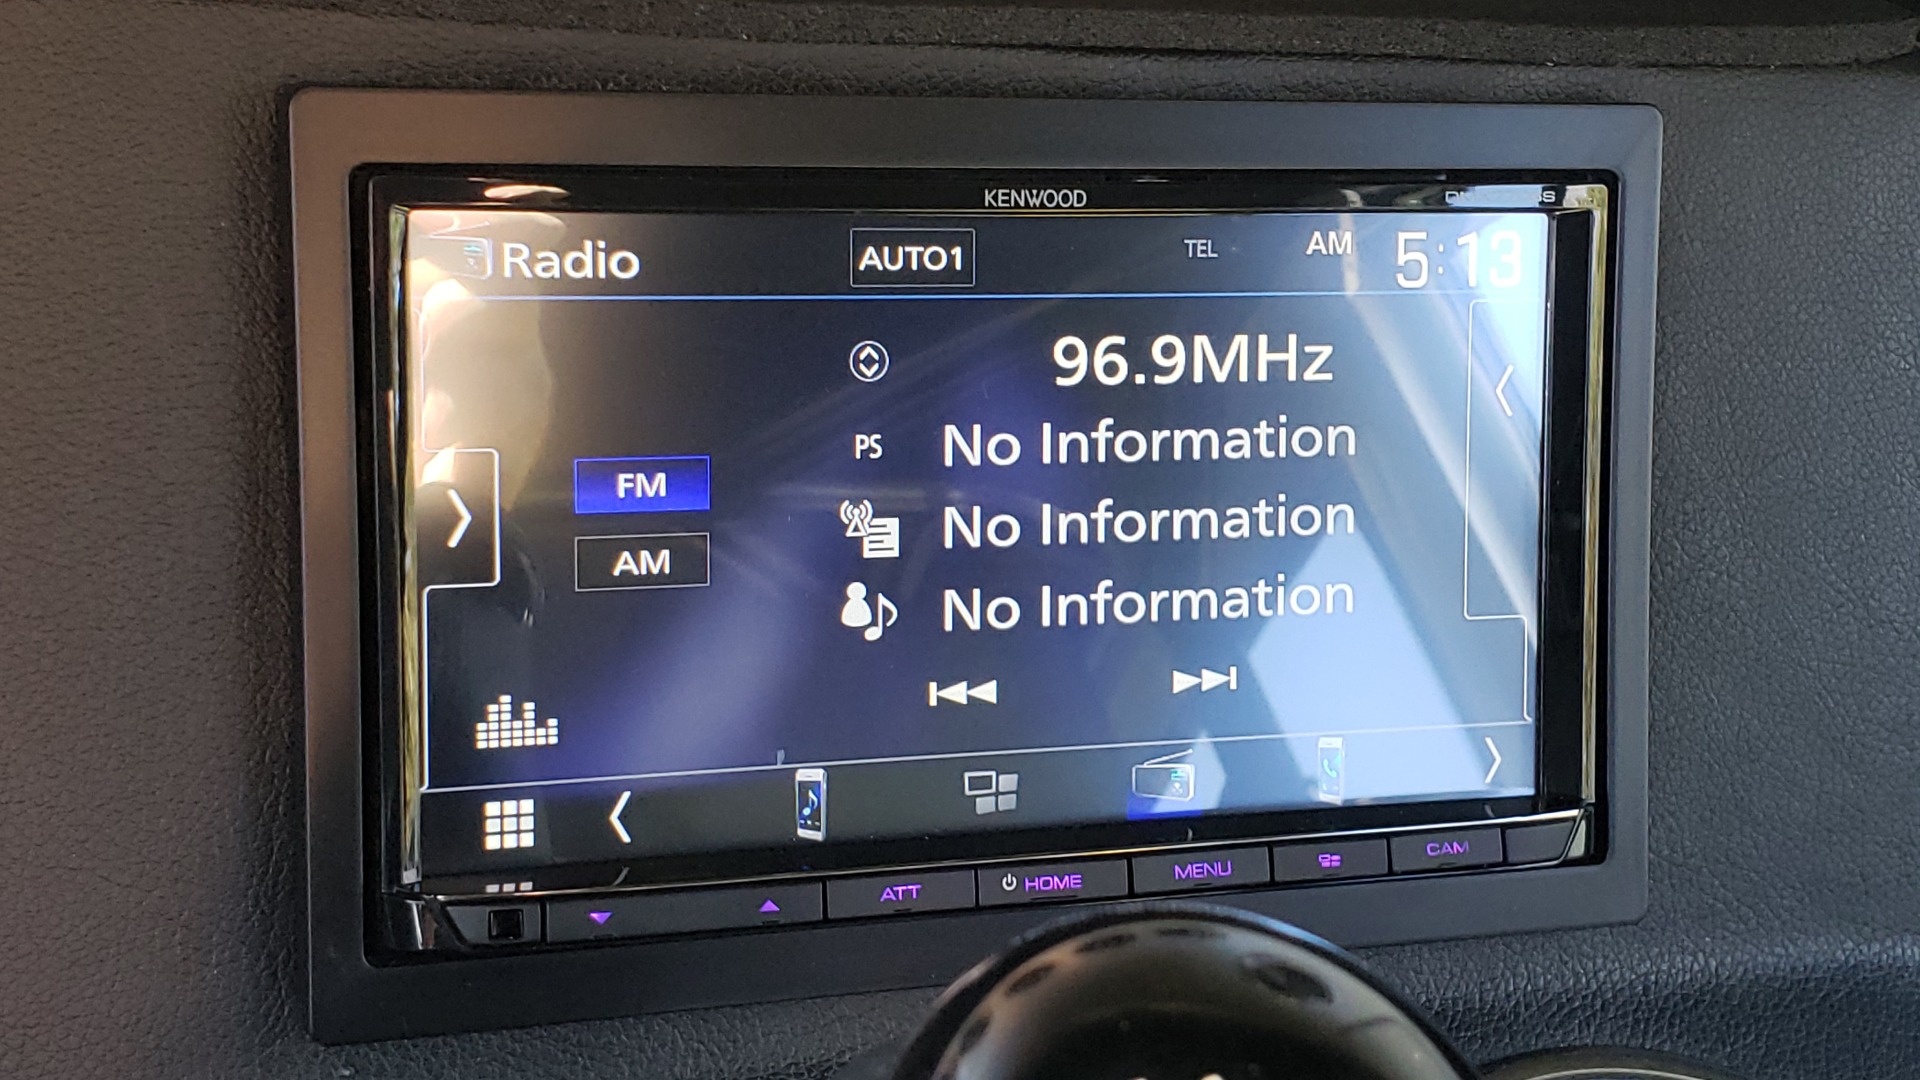 KENWOOD
Radio AUTO1 TEL AM 5:13
96.9MHz
PS No Information
FM
No Information
AM
No Information
ATT HOME MENU CAM